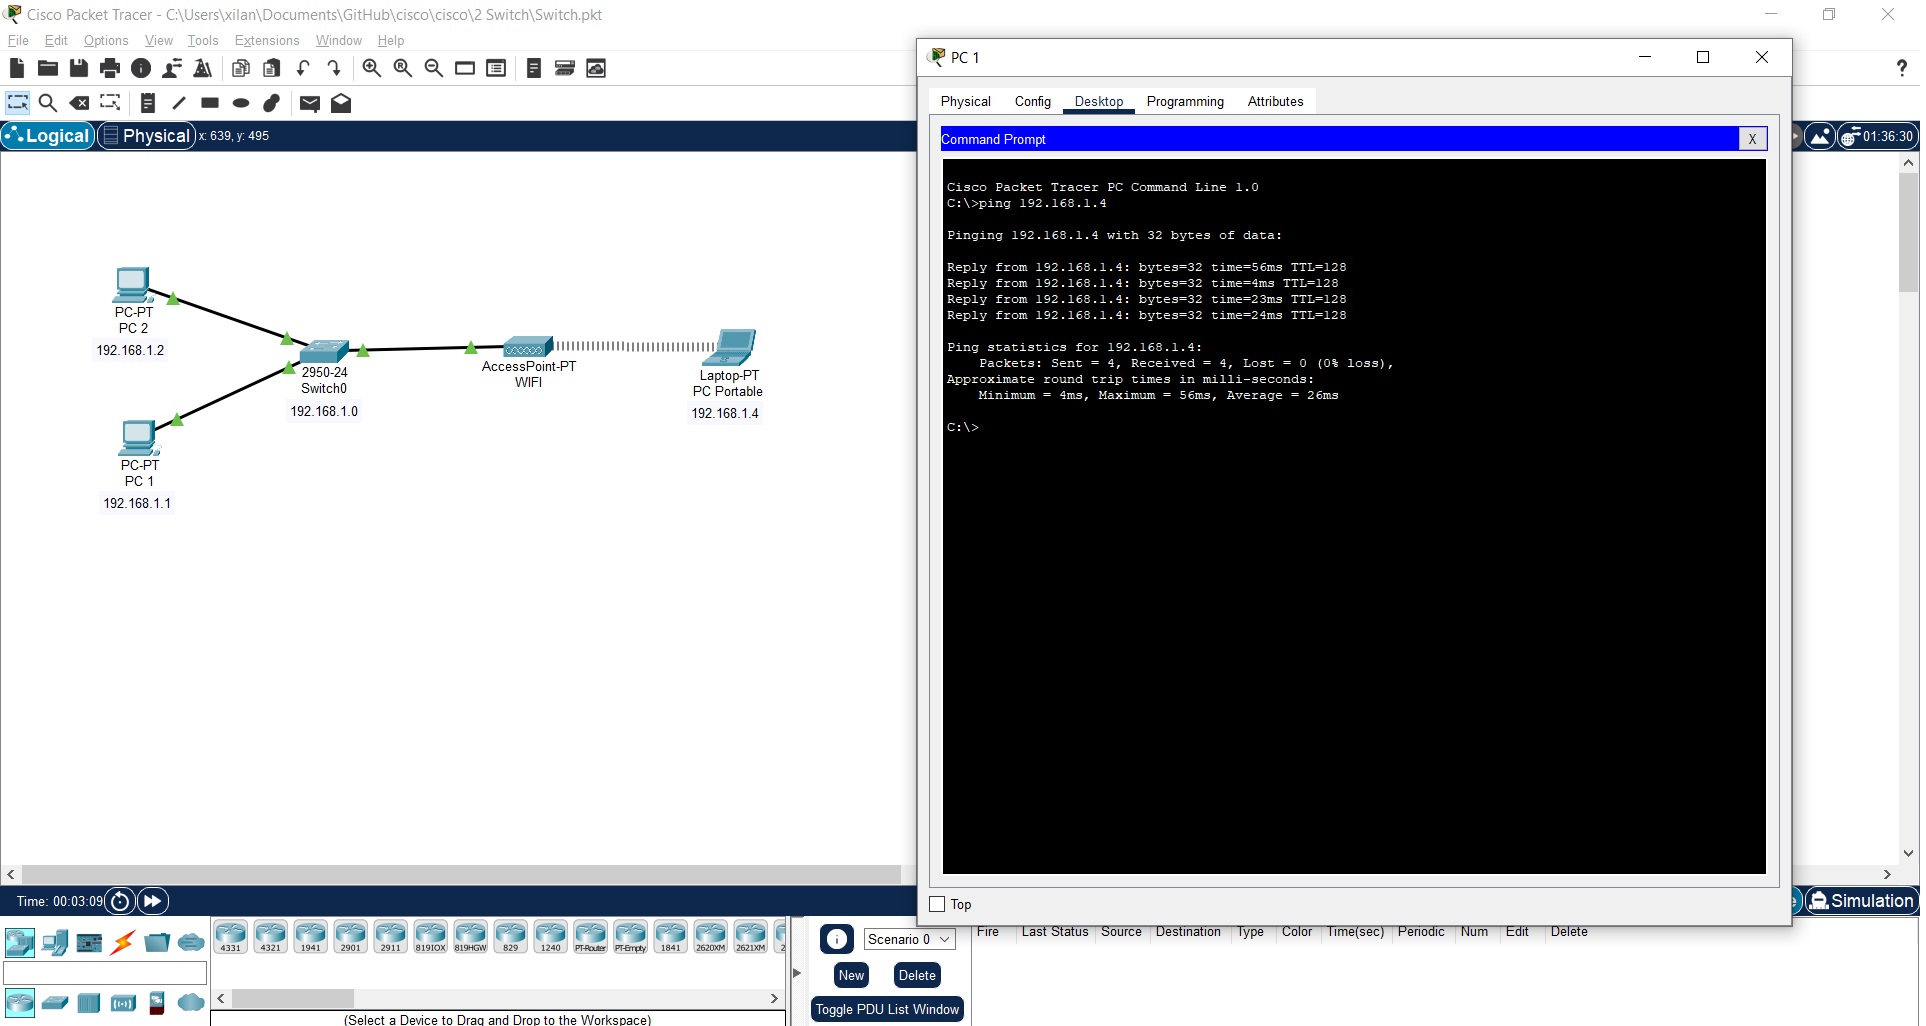 Cisco Packet Tracer - C:\Users\xilan\Documents\GitHub\cisco\cisco\2 Switch\Switch.pkt
File Edit Options View Tools Extensions Window Help
Logical Physical x: 639, y: 495
01:36:30
PC-PT
PC 2
192.168.1.2
2950-24
Switch0
192.168.1.0
AccessPoint-PT
WIFI
Laptop-PT
PC Portable
192.168.1.4
PC-PT
PC 1
192.168.1.1
PC 1
Physical Config Desktop Programming Attributes
Command Prompt X
Cisco Packet Tracer PC Command Line 1.0
C:\>ping 192.168.1.4
Pinging 192.168.1.4 with 32 bytes of data:
Reply from 192.168.1.4: bytes=32 time=56ms TTL=128
Reply from 192.168.1.4: bytes=32 time=4ms TTL=128
Reply from 192.168.1.4: bytes=32 time=23ms TTL=128
Reply from 192.168.1.4: bytes=32 time=24ms TTL=128
Ping statistics for 192.168.1.4:
Packets: Sent = 4, Received = 4, Lost = 0 (0% loss),
Approximate round trip times in milli-seconds:
Minimum = 4ms, Maximum = 56ms, Average = 26ms
C:\>
Top
Time: 00:03:09
Simulation
4331 4321 1941 2901 2911 819IOX 819HGW 829 1240 PT-Router PT-Empty 1841 2620XM 2621XM
(Select a Device to Drag and Drop to the Workspace)
Scenario 0
New Delete
Toggle PDU List Window
Fire Last Status Source Destination Type Color Time(sec) Periodic Num Edit Delete